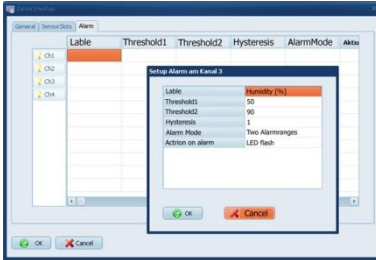 Devicesetup
General SensorSlots Alarm
Lable Threshold1 Threshold2 Hysteresis AlarmMode Aktio
Ch1
Ch2
Ch3
Ch4
Setup Alarm am Kanal 3
Lable Humidity [%]
Threshold1 50
Threshold2 90
Hysteresis 1
Alarm Mode Two Alarmranges
Actrion on alarm LED flash
OK Cancel
OK Cancel